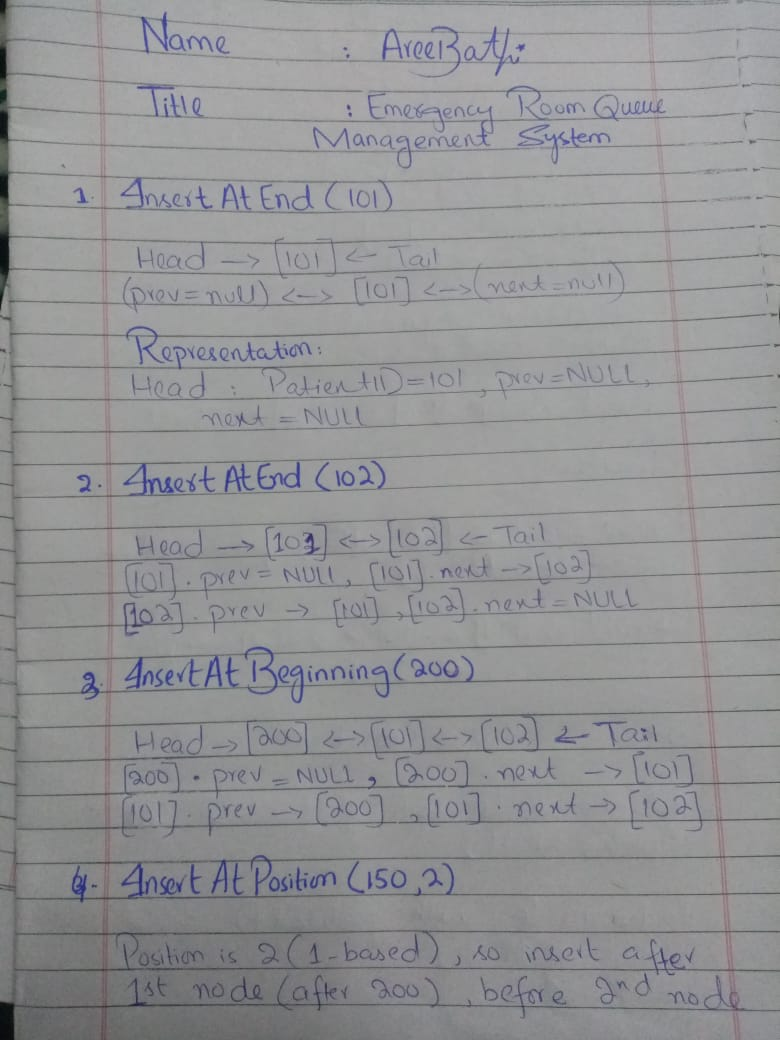 Name : AreeBathi
Title : Emergency Room Queue
Management System
1. Insert At End (101)
Head → [101] ← Tail
(prev=null) <-> [101] <-> (next=null)
Representation:
Head : PatientID=101, prev=NULL,
next = NULL
2. Insert At End (102)
Head → [101] <-> [102] ← Tail
[101]. prev = NULL, [101].next → [102]
[102]. prev → [101], [102].next = NULL
3. Insert At Beginning (200)
Head → [200] <-> [101] <-> [102] ← Tail
[200]. prev = NULL, [200]. next → [101]
[101]. prev → [200], [101]. next → [102]
4. Insert At Position (150,2)
Position is 2 (1-based), so insert after
1st node (after 200), before 2nd node